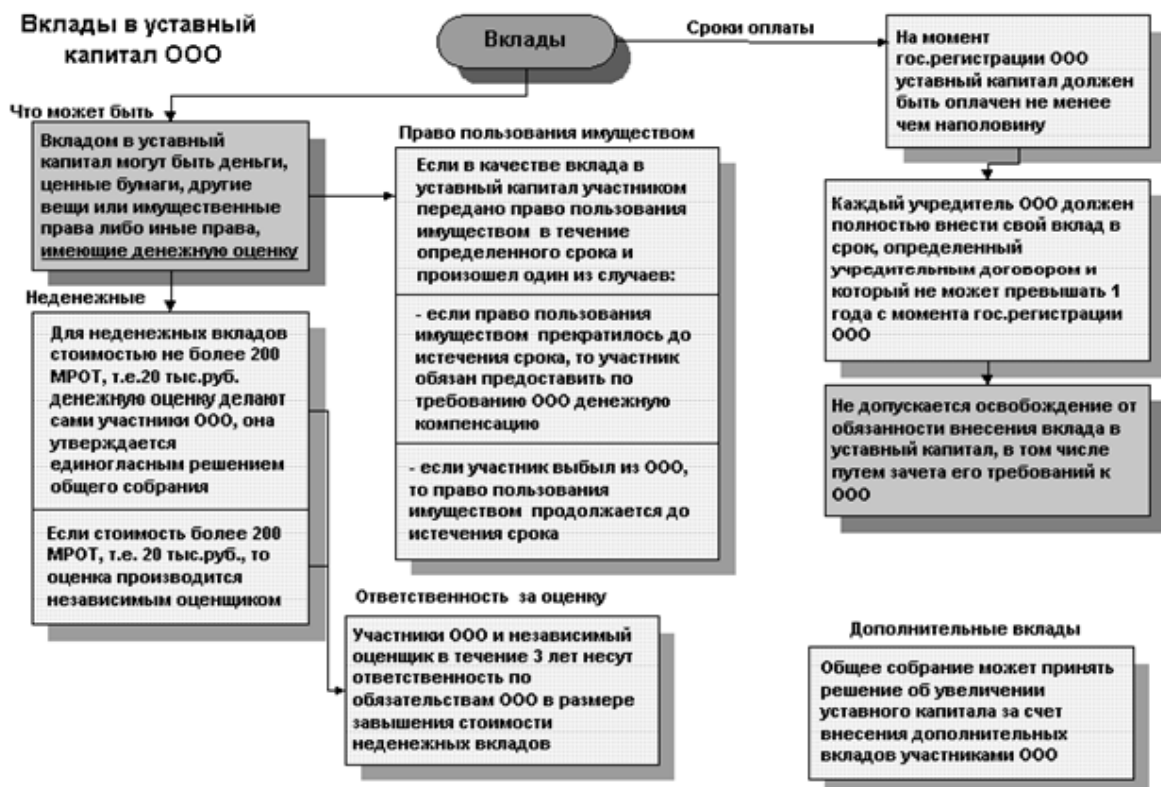 Вклады в уставный
капитал ООО
Вклады
Сроки оплаты
На момент
гос.регистрации ООО
уставный капитал должен
быть оплачен не менее
чем наполовину
Что может быть
Вкладом в уставный
капитал могут быть деньги,
ценные бумаги, другие
вещи или имущественные
права либо иные права,
имеющие денежную оценку
Право пользования имуществом
Если в качестве вклада в
уставный капитал участником
передано право пользования
имуществом в течение
определенного срока и
произошел один из случаев:
- если право пользования
имуществом прекратилось до
истечения срока, то участник
обязан предоставить по
требованию ООО денежную
компенсацию
- если участник выбыл из ООО,
то право пользования
имуществом продолжается до
истечения срока
Каждый учредитель ООО должен
полностью внести свой вклад в
срок, определенный
учредительным договором и
который не может превышать 1
года с момента гос.регистрации
ООО
Не допускается освобождение от
обязанности внесения вклада в
уставный капитал, в том числе
путем зачета его требований к
ООО
Неденежные
Для неденежных вкладов
стоимостью не более 200
МРОТ, т.е.20 тыс.руб.
денежную оценку делают
сами участники ООО, она
утверждается
единогласным решением
общего собрания
Если стоимость более 200
МРОТ, т.е. 20 тыс.руб., то
оценка производится
независимым оценщиком
Ответственность за оценку
Участники ООО и независимый
оценщик в течение 3 лет несут
ответственность по
обязательствам ООО в размере
завышения стоимости
неденежных вкладов
Дополнительные вклады
Общее собрание может принять
решение об увеличении
уставного капитала за счет
внесения дополнительных
вкладов участниками ООО